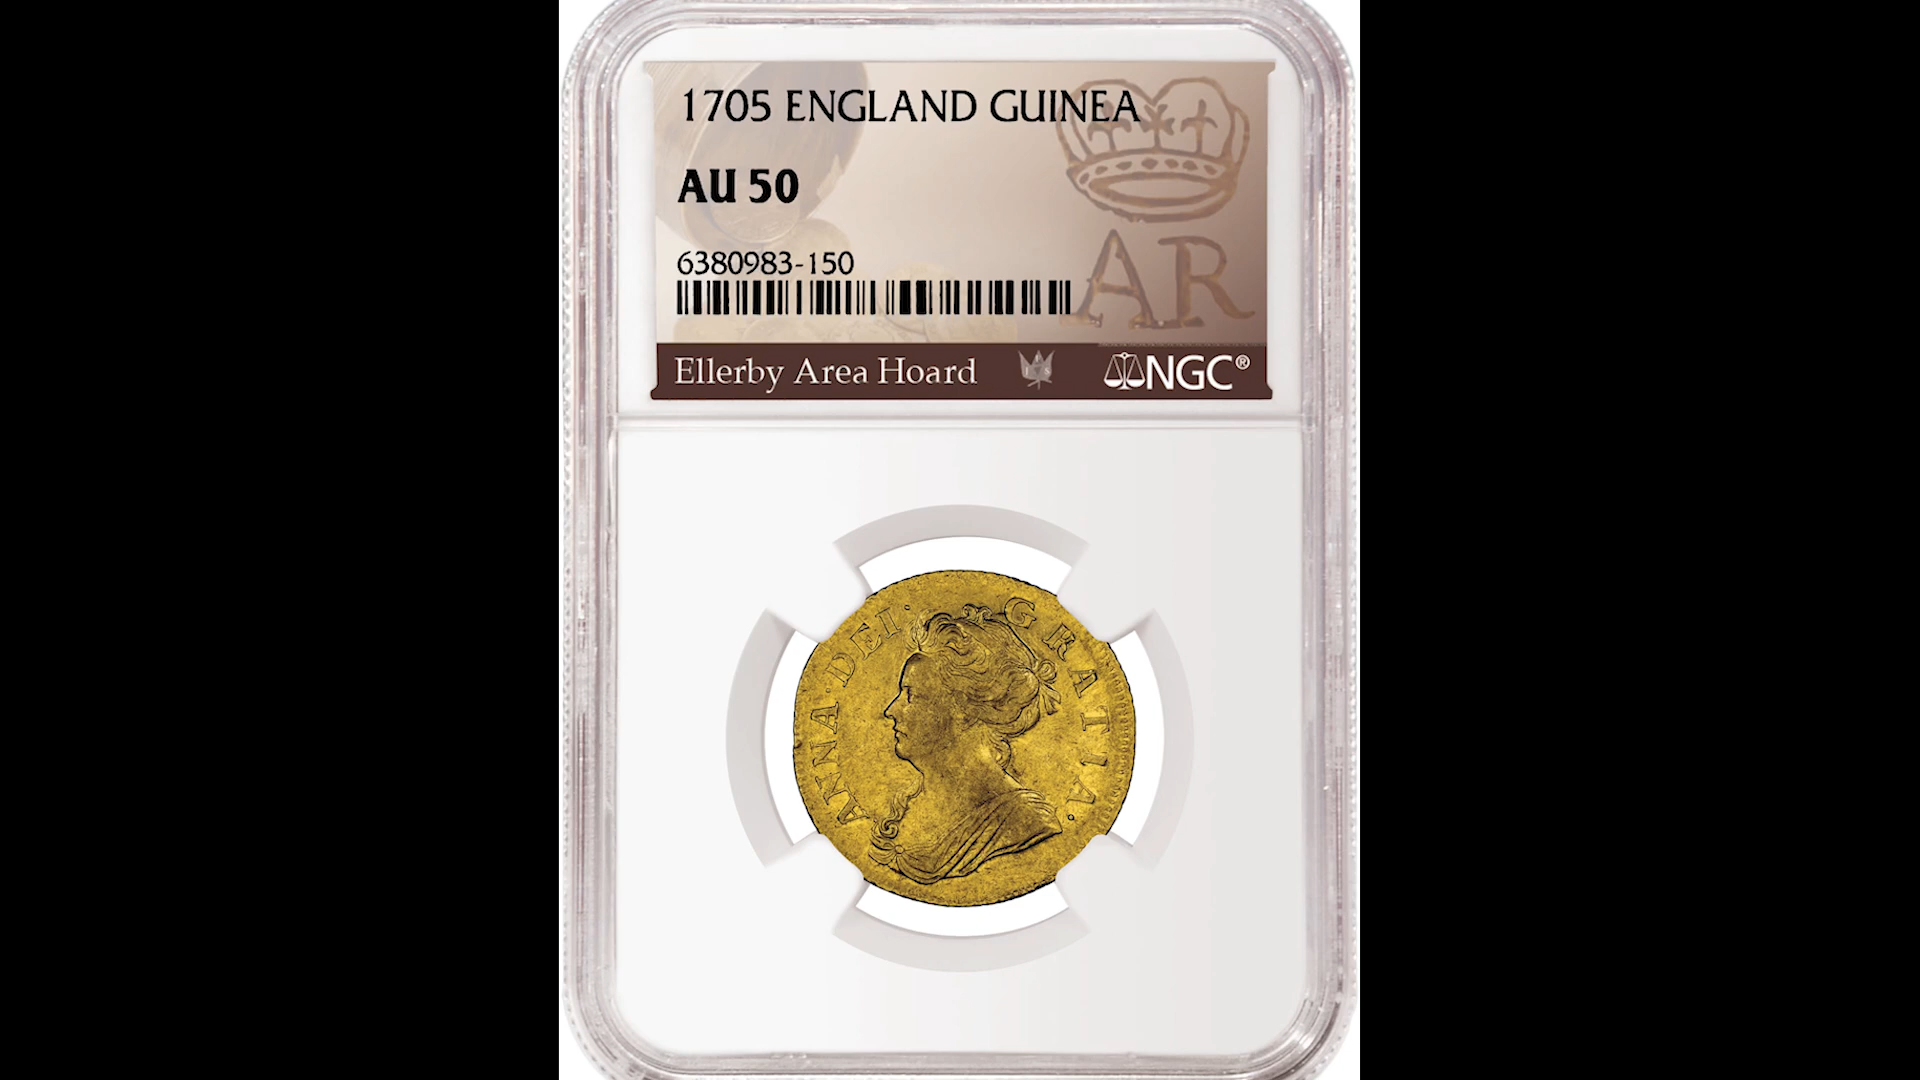 1705 ENGLAND GUINEA
AU 50
6380983-150
AR
Ellerby Area Hoard
NGC®
ANNA·DEI· GRATIA·